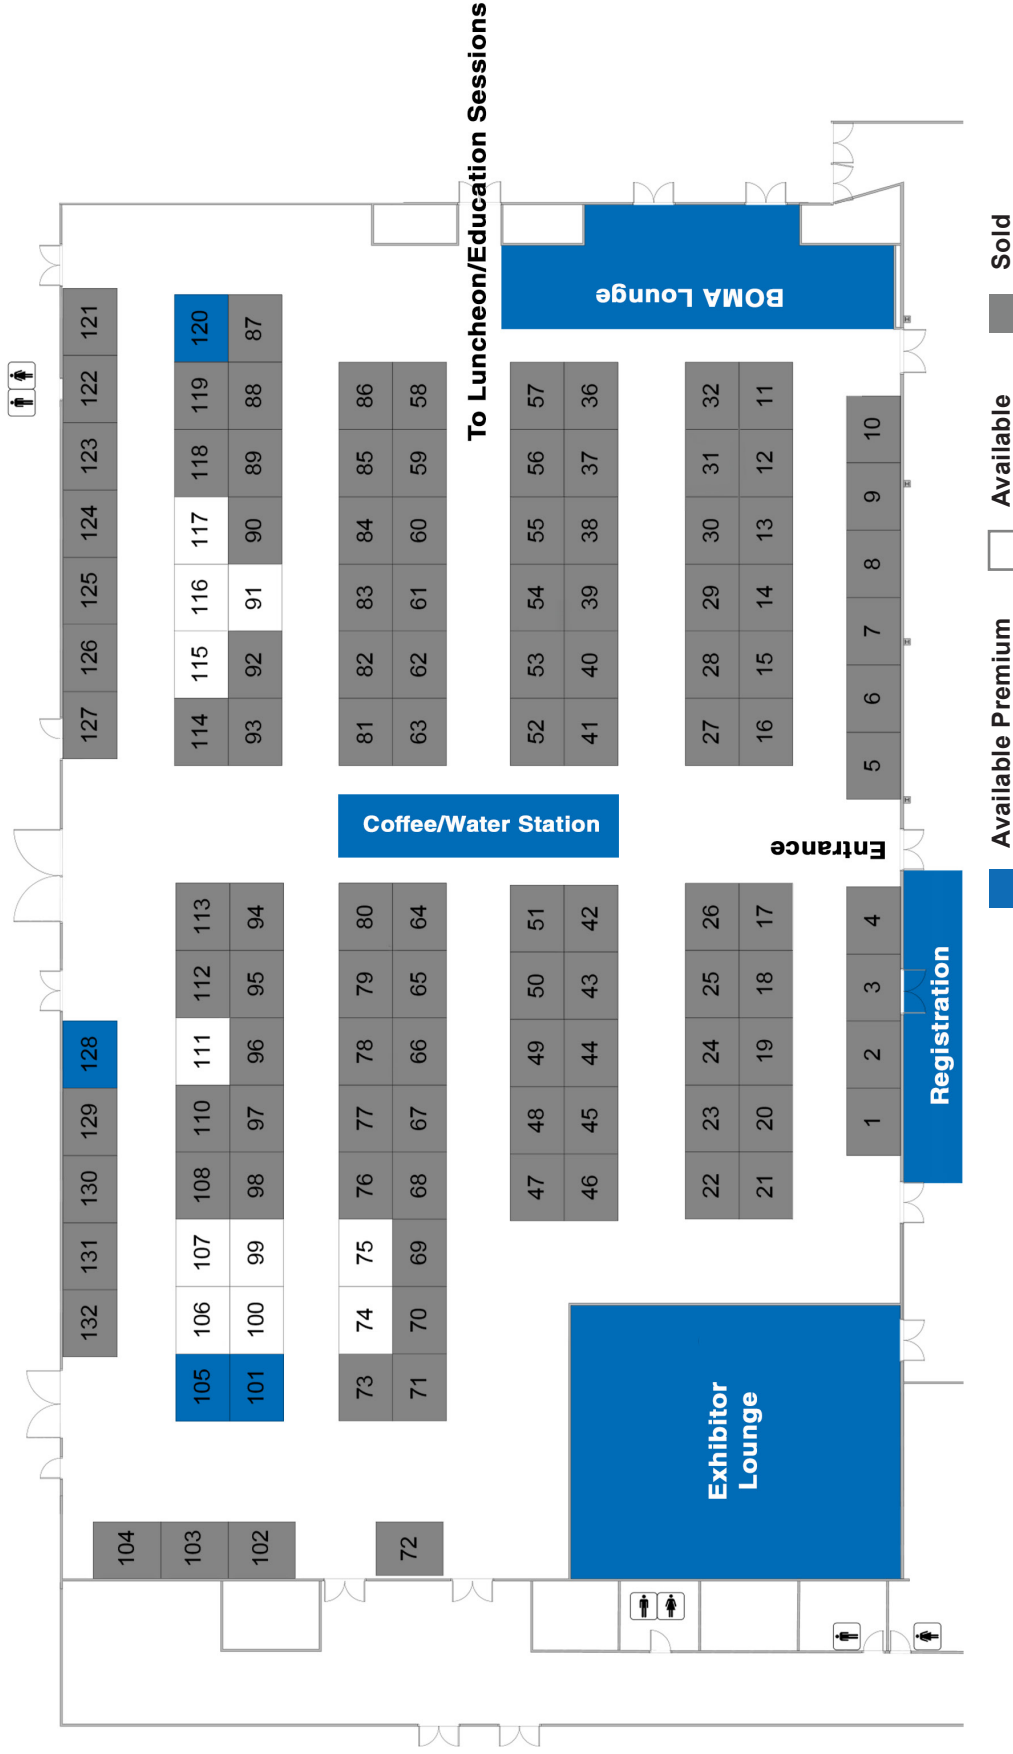 To Luncheon/Education Sessions
121 122 123 124 125 126 127
128 129 130 131 132
120 119 118 117 116 115 114
113 112 111 110 108 107 106 105
87 88 89 90 91 92 93
94 95 96 97 98 99 100 101
104 103 102
86 85 84 83 82 81
80 79 78 77 76 75 74 73
58 59 60 61 62 63
64 65 66 67 68 69 70 71
72
Coffee/Water Station
57 56 55 54 53 52
51 50 49 48 47
36 37 38 39 40 41
42 43 44 45 46
BOMA Lounge
32 31 30 29 28 27
26 25 24 23 22
11 12 13 14 15 16
17 18 19 20 21
Exhibitor
Lounge
Entrance
10 9 8 7 6 5
4 3 2 1
Registration
Available Premium
Available
Sold